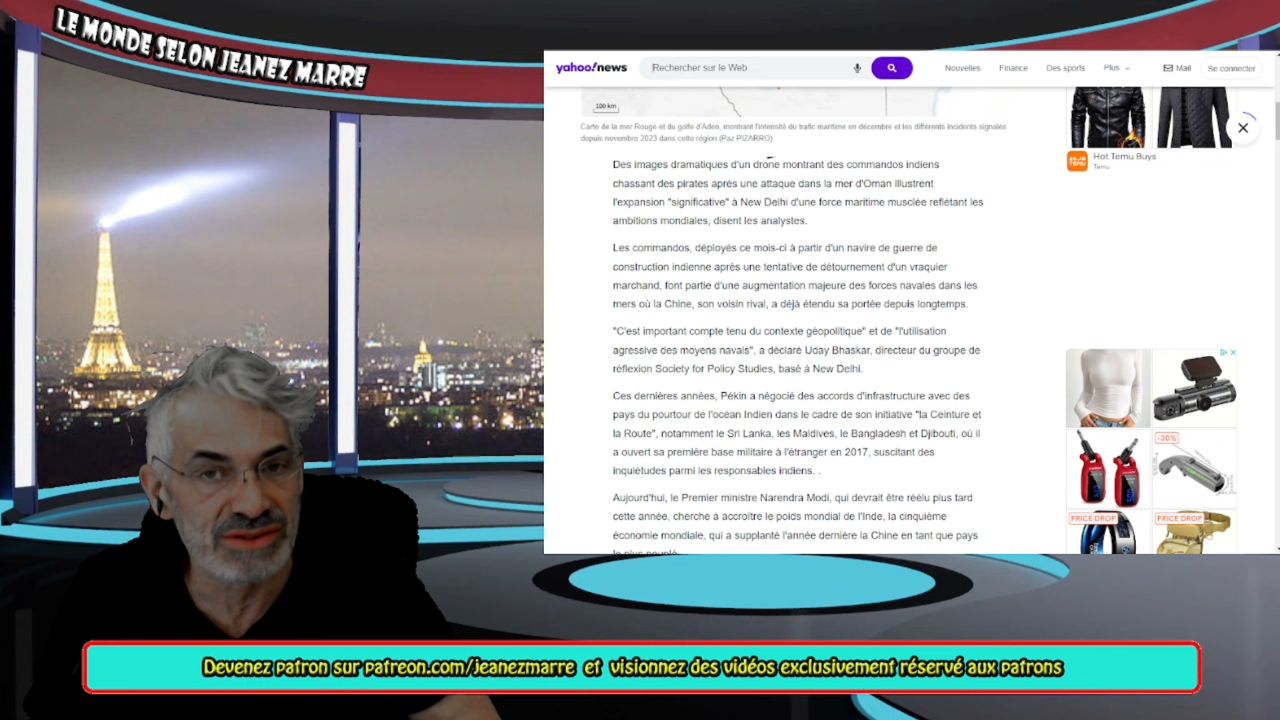 LE MONDE SELON JEANEZ MARRE
yahoo!news
Rechercher sur le Web
Nouvelles Finance Des sports Plus Mail Se connecter
100 km
Carte de la mer Rouge et du golfe d'Aden, montrant l'intensité du trafic maritime en décembre et les différents incidents signalés
depuis novembre 2023 dans cette région (Paz PIZARRO)
Hot Temu Buys
Temu
Des images dramatiques d'un drone montrant des commandos indiens
chassant des pirates après une attaque dans la mer d'Oman illustrent
l'expansion "significative" à New Delhi d'une force maritime musclée reflétant les
ambitions mondiales, disent les analystes.
Les commandos, déployés ce mois-ci à partir d'un navire de guerre de
construction indienne après une tentative de détournement d'un vraquier
marchand, font partie d'une augmentation majeure des forces navales dans les
mers où la Chine, son voisin rival, a déjà étendu sa portée depuis longtemps.
"C'est important compte tenu du contexte géopolitique" et de "l'utilisation
agressive des moyens navals", a déclaré Uday Bhaskar, directeur du groupe de
réflexion Society for Policy Studies, basé à New Delhi.
Ces dernières années, Pékin a négocié des accords d'infrastructure avec des
pays du pourtour de l'océan Indien dans le cadre de son initiative "la Ceinture et
la Route", notamment le Sri Lanka, les Maldives, le Bangladesh et Djibouti, où il
a ouvert sa première base militaire à l'étranger en 2017, suscitant des
inquiétudes parmi les responsables indiens. .
Aujourd'hui, le Premier ministre Narendra Modi, qui devrait être réélu plus tard
cette année, cherche à accroître le poids mondial de l'Inde, la cinquième
économie mondiale, qui a supplanté l'année dernière la Chine en tant que pays
le plus peuplé.
-30%
PRICE DROP PRICE DROP
Devenez patron sur patreon.com/jeanezmarre et visionnez des vidéos exclusivement réservé aux patrons